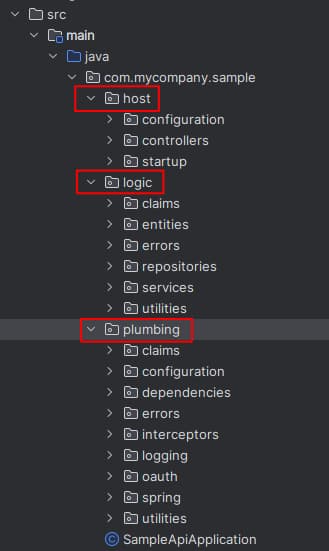 src
main
java
com.mycompany.sample
host
configuration
controllers
startup
logic
claims
entities
errors
repositories
services
utilities
plumbing
claims
configuration
dependencies
errors
interceptors
logging
oauth
spring
utilities
SampleApiApplication